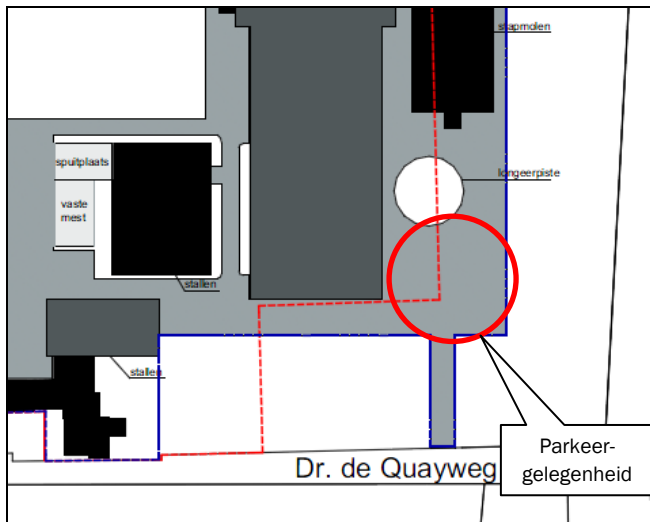 stapmolen
spuitplaats
longeerpiste
vaste
mest
stallen
stallen
Dr. de Quayweg
Parkeer-
gelegenheid